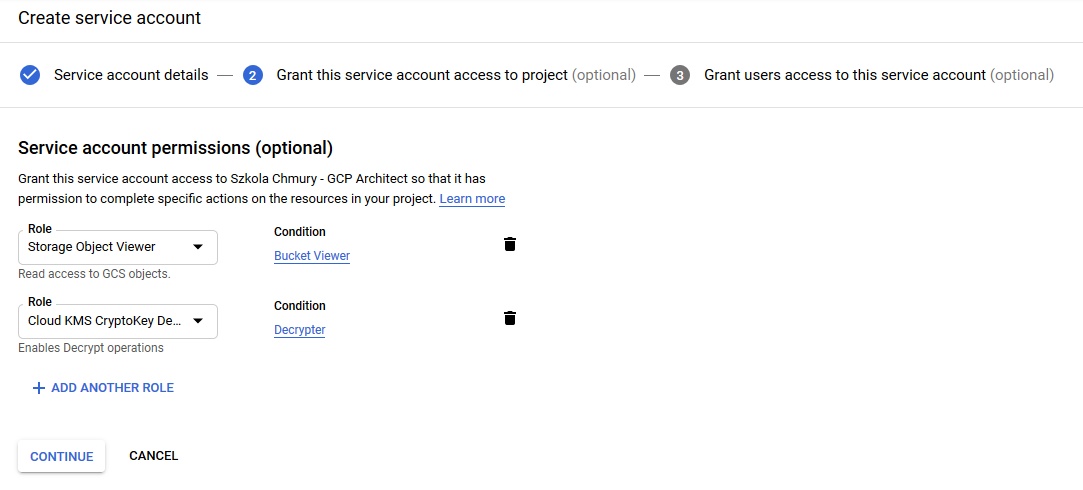 Create service account
Service account details — 2 Grant this service account access to project (optional) — 3 Grant users access to this service account (optional)
Service account permissions (optional)
Grant this service account access to Szkola Chmury - GCP Architect so that it has
permission to complete specific actions on the resources in your project. Learn more
Role
Storage Object Viewer
Read access to GCS objects.
Condition
Bucket Viewer
Role
Cloud KMS CryptoKey De...
Enables Decrypt operations
Condition
Decrypter
+ ADD ANOTHER ROLE
CONTINUE CANCEL